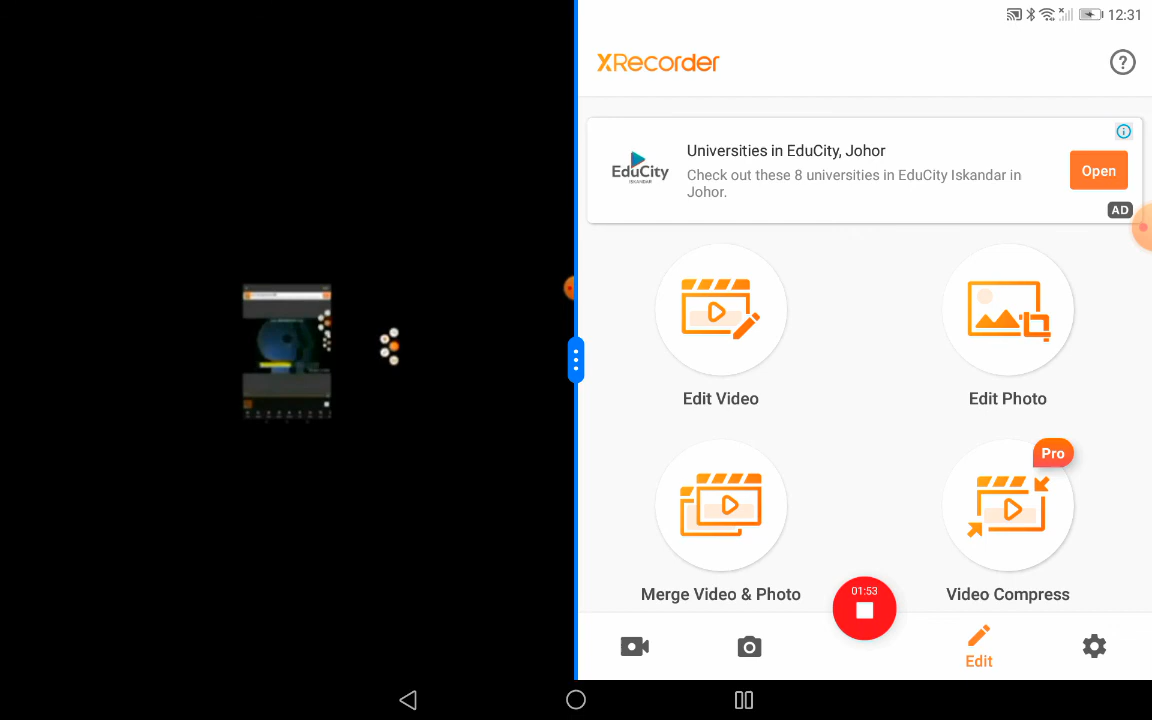 12:31
XRecorder
EduCity
ISKANDAR
Universities in EduCity, Johor
Check out these 8 universities in EduCity Iskandar in
Johor.
Open
AD
Edit Video
Edit Photo
Pro
Merge Video & Photo
Video Compress
01:53
Edit